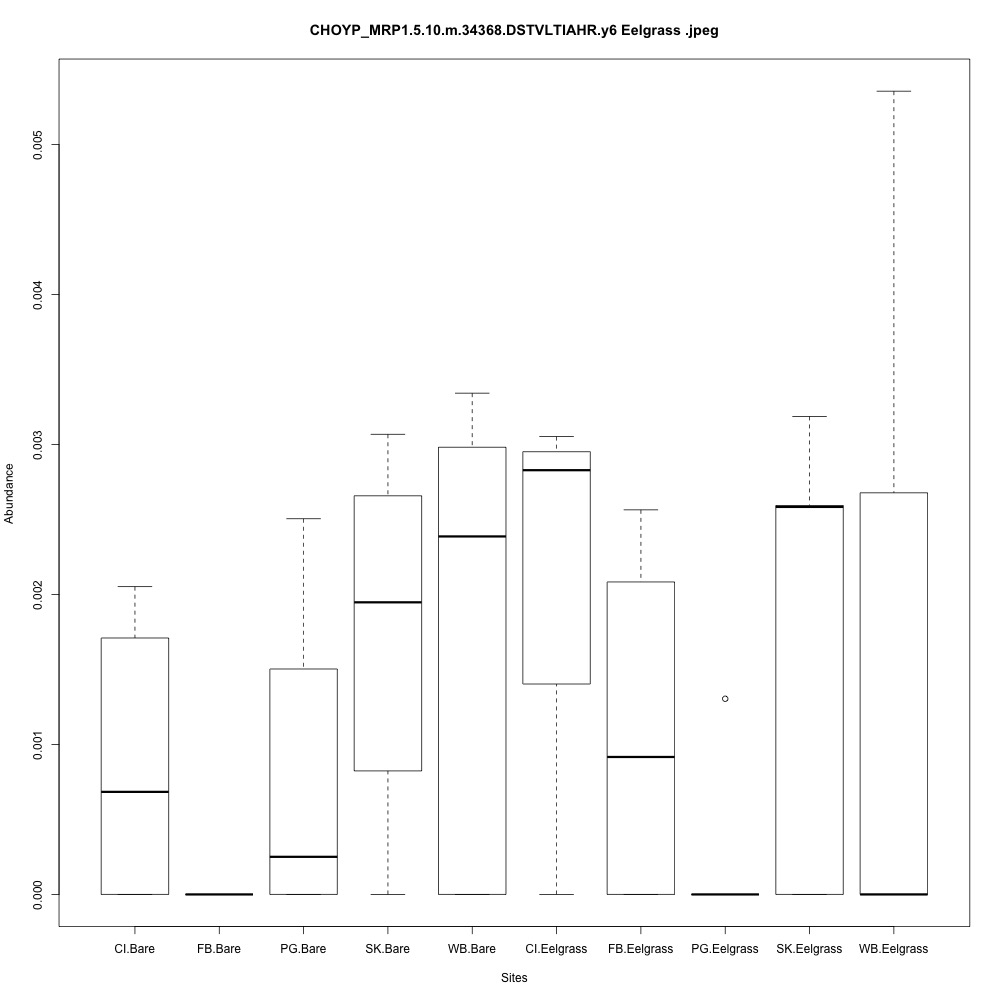 CHOYP_MRP1.5.10.m.34368.DSTVLTIAHR.y6 Eelgrass .jpeg
0.005
0.004
0.003
0.002
0.001
0.000
Abundance
CI.Bare FB.Bare PG.Bare SK.Bare WB.Bare CI.Eelgrass FB.Eelgrass PG.Eelgrass SK.Eelgrass WB.Eelgrass
Sites